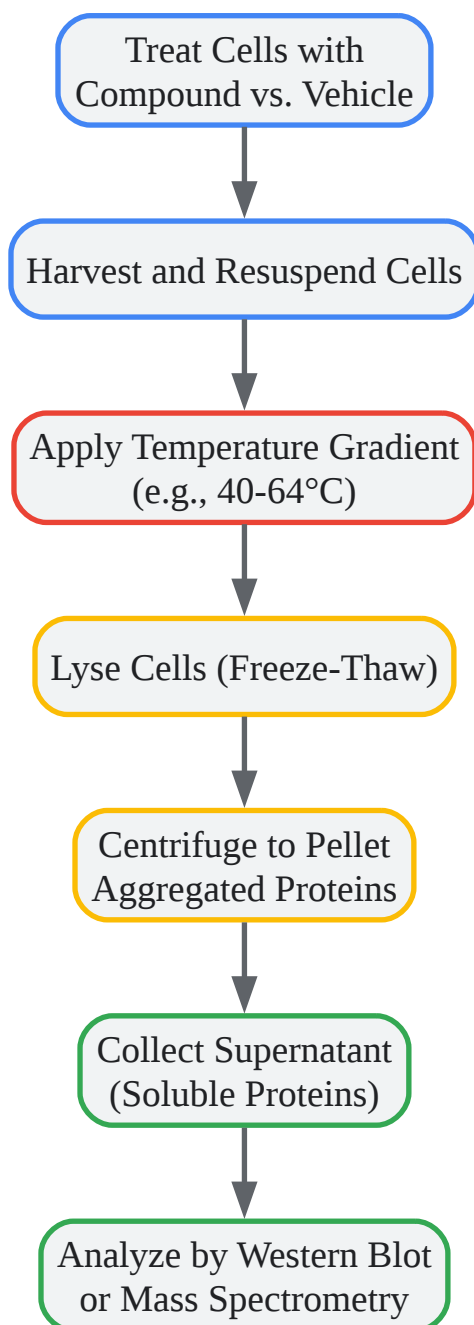 Treat Cells with
Compound vs. Vehicle
Harvest and Resuspend Cells
Apply Temperature Gradient
(e.g., 40-64°C)
Lyse Cells (Freeze-Thaw)
Centrifuge to Pellet
Aggregated Proteins
Collect Supernatant
(Soluble Proteins)
Analyze by Western Blot
or Mass Spectrometry